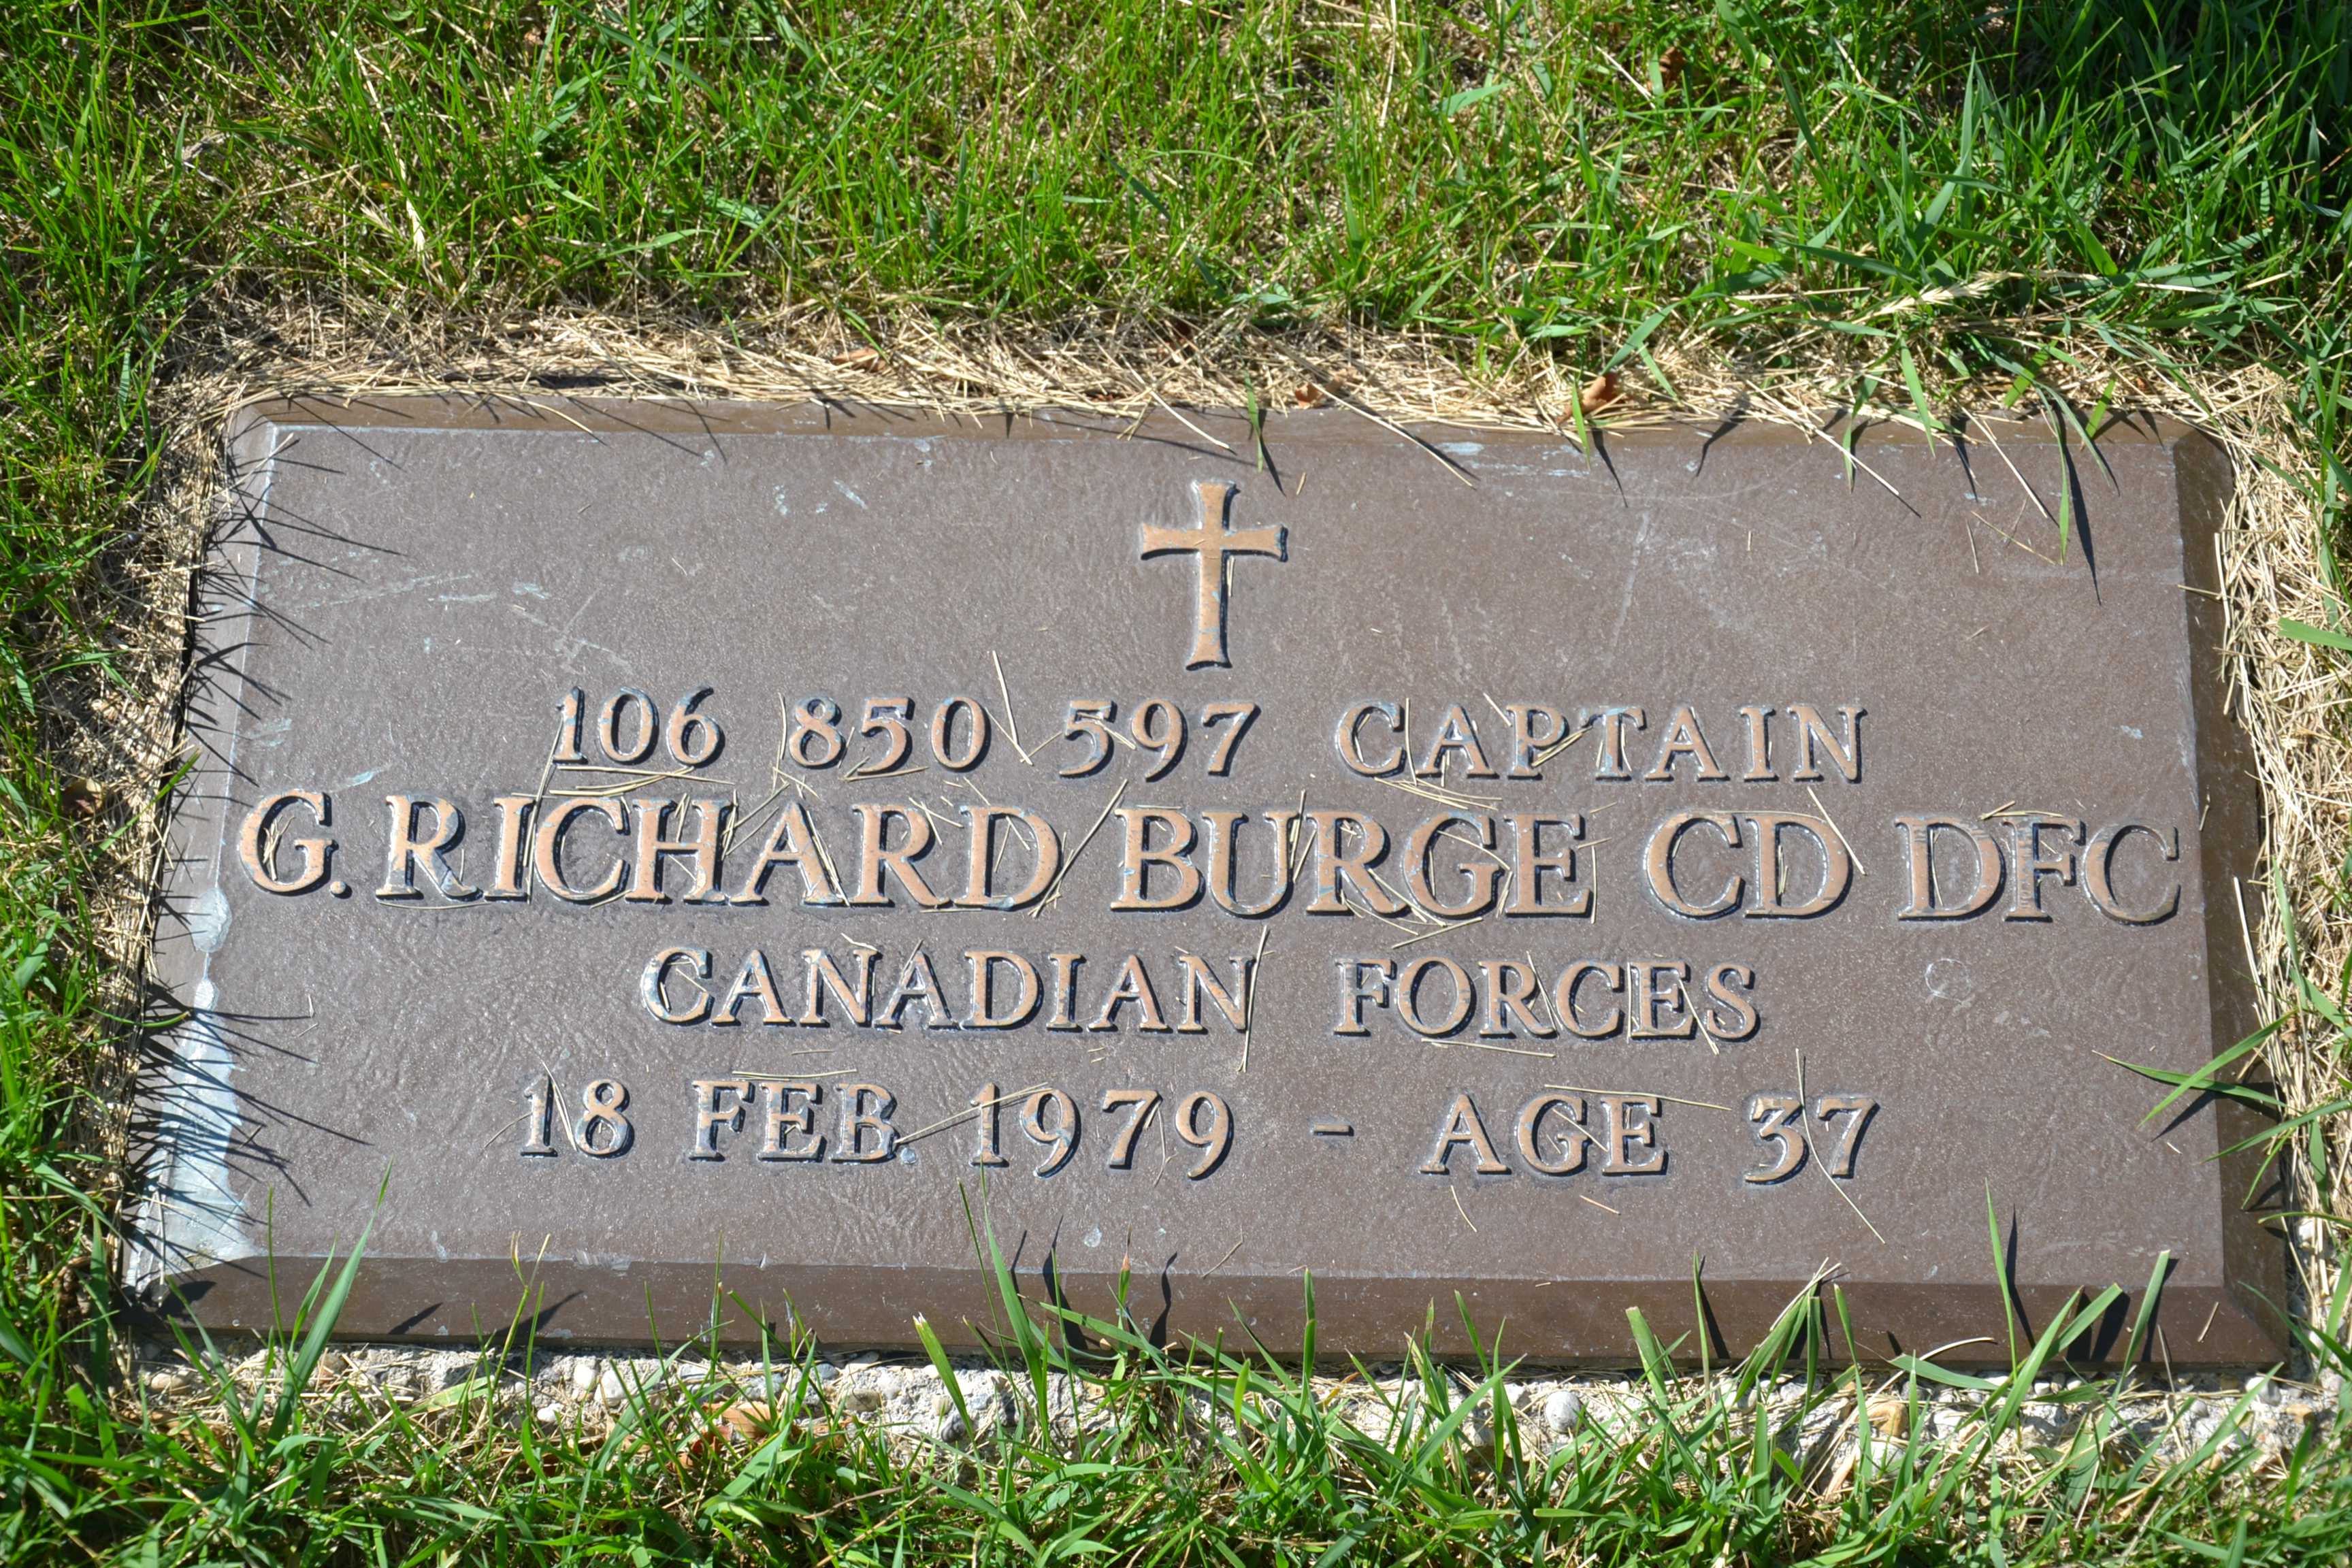 106 850 597 CAPTAIN
G. RICHARD BURGE CD DFC
CANADIAN FORCES
18 FEB. 1979 - AGE 37